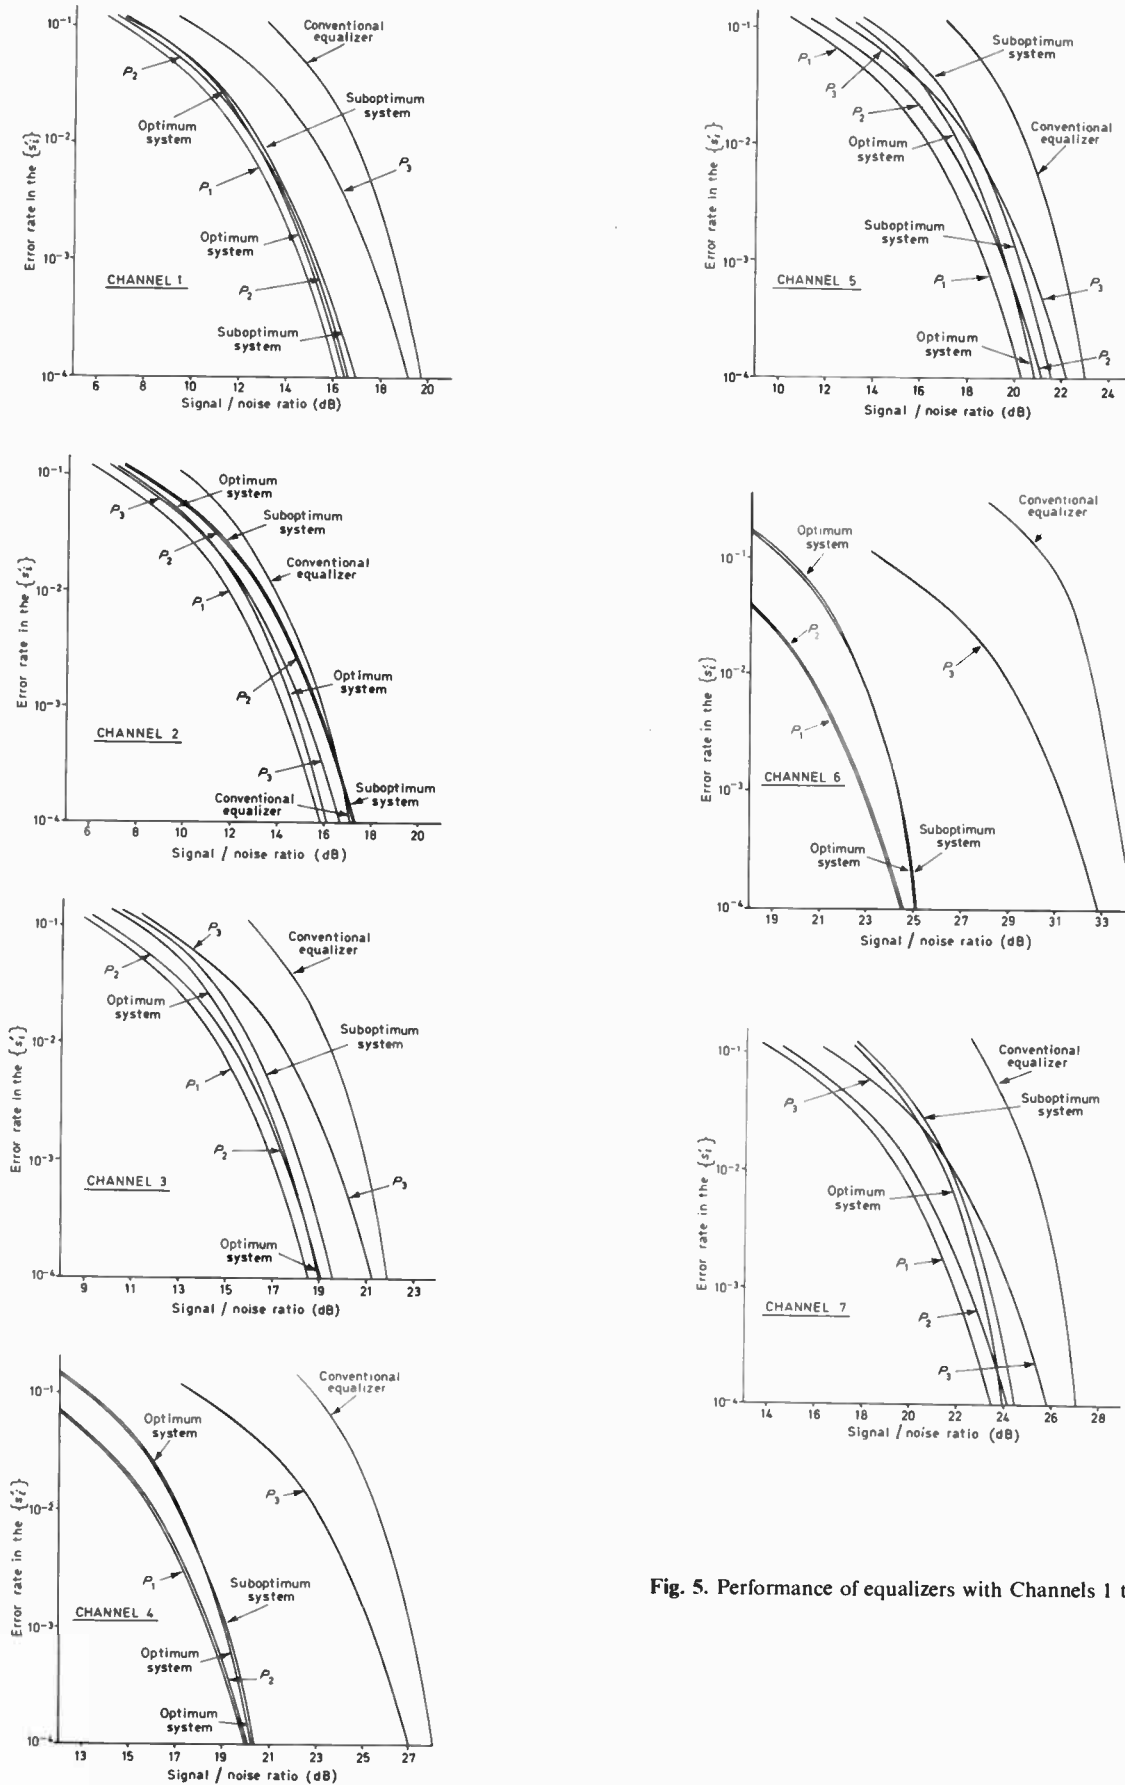 10⁻¹
10⁻²
10⁻³
10⁻⁴
Error rate in the {s′ᵢ}
Conventional
equalizer
P₂
Optimum
system
Suboptimum
system
P₁
P₃
Optimum
system
P₂
Suboptimum
system
CHANNEL 1
6 8 10 12 14 16 18 20
Signal / noise ratio (dB)
10⁻¹
10⁻²
10⁻³
10⁻⁴
Error rate in the {s′ᵢ}
Optimum
system
P₃
Suboptimum
system
P₂
Conventional
equalizer
P₁
Optimum
system
P₂
CHANNEL 2
P₃
Conventional
equalizer
Suboptimum
system
6 8 10 12 14 16 18 20
Signal / noise ratio (dB)
10⁻¹
10⁻²
10⁻³
10⁻⁴
Error rate in the {s′ᵢ}
P₃
Conventional
equalizer
P₂
Optimum
system
Suboptimum
system
P₁
P₂
CHANNEL 3
P₃
Optimum
system
9 11 13 15 17 19 21 23
Signal / noise ratio (dB)
10⁻¹
10⁻²
10⁻³
10⁻⁴
Error rate in the {s′ᵢ}
Conventional
equalizer
Optimum
system
P₃
P₁
Suboptimum
system
CHANNEL 4
Optimum
system
P₂
Optimum
system
13 15 17 19 21 23 25 27
Signal / noise ratio (dB)
10⁻¹
10⁻²
10⁻³
10⁻⁴
Error rate in the {s′ᵢ}
P₁
Suboptimum
system
P₃
P₂
Optimum
system
Conventional
equalizer
Suboptimum
system
P₁
CHANNEL 5
P₃
Optimum
system
P₂
10 12 14 16 18 20 22 24
Signal / noise ratio (dB)
10⁻¹
10⁻²
10⁻³
10⁻⁴
Error rate in the {s′ᵢ}
Conventional
equalizer
Optimum
system
P₂
P₃
P₁
CHANNEL 6
Suboptimum
system
Optimum
system
19 21 23 25 27 29 31 33
Signal / noise ratio (dB)
10⁻¹
10⁻²
10⁻³
10⁻⁴
Error rate in the {s′ᵢ}
Conventional
equalizer
P₃
Suboptimum
system
Optimum
system
P₁
CHANNEL 7
P₂
P₃
14 16 18 20 22 24 26 28
Signal / noise ratio (dB)
Fig. 5. Performance of equalizers with Channels 1 t